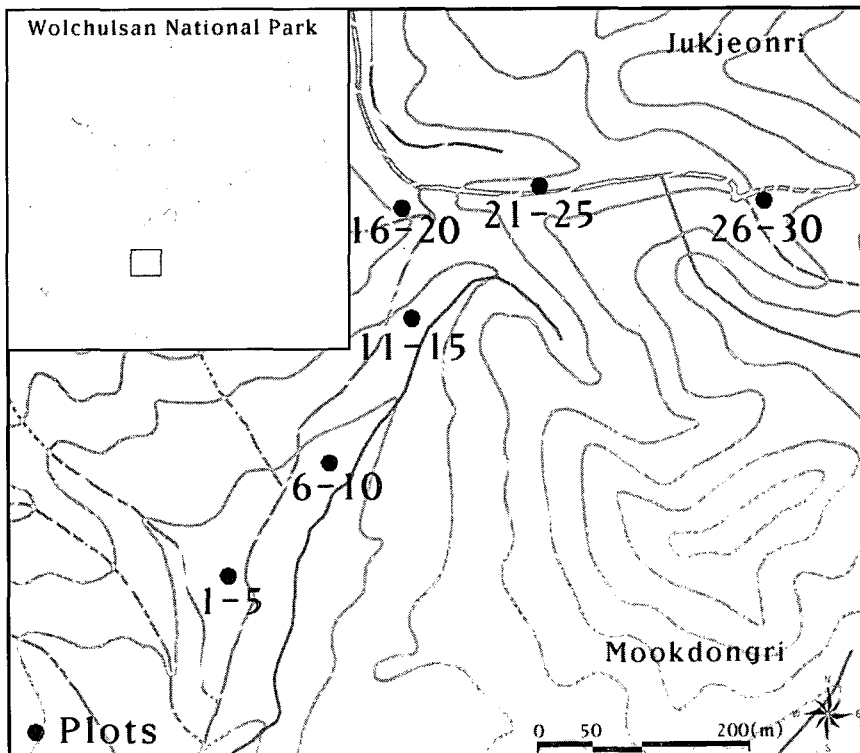 Wolchulsan National Park
Jukjeonri
16-20
21-25
26-30
11-15
6-10
1-5
Mookdongri
Plots
0 50 200(m)
N
S